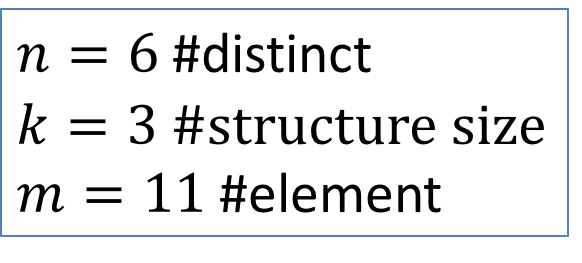 n = 6 #distinct
k = 3 #structure size
m = 11 #element